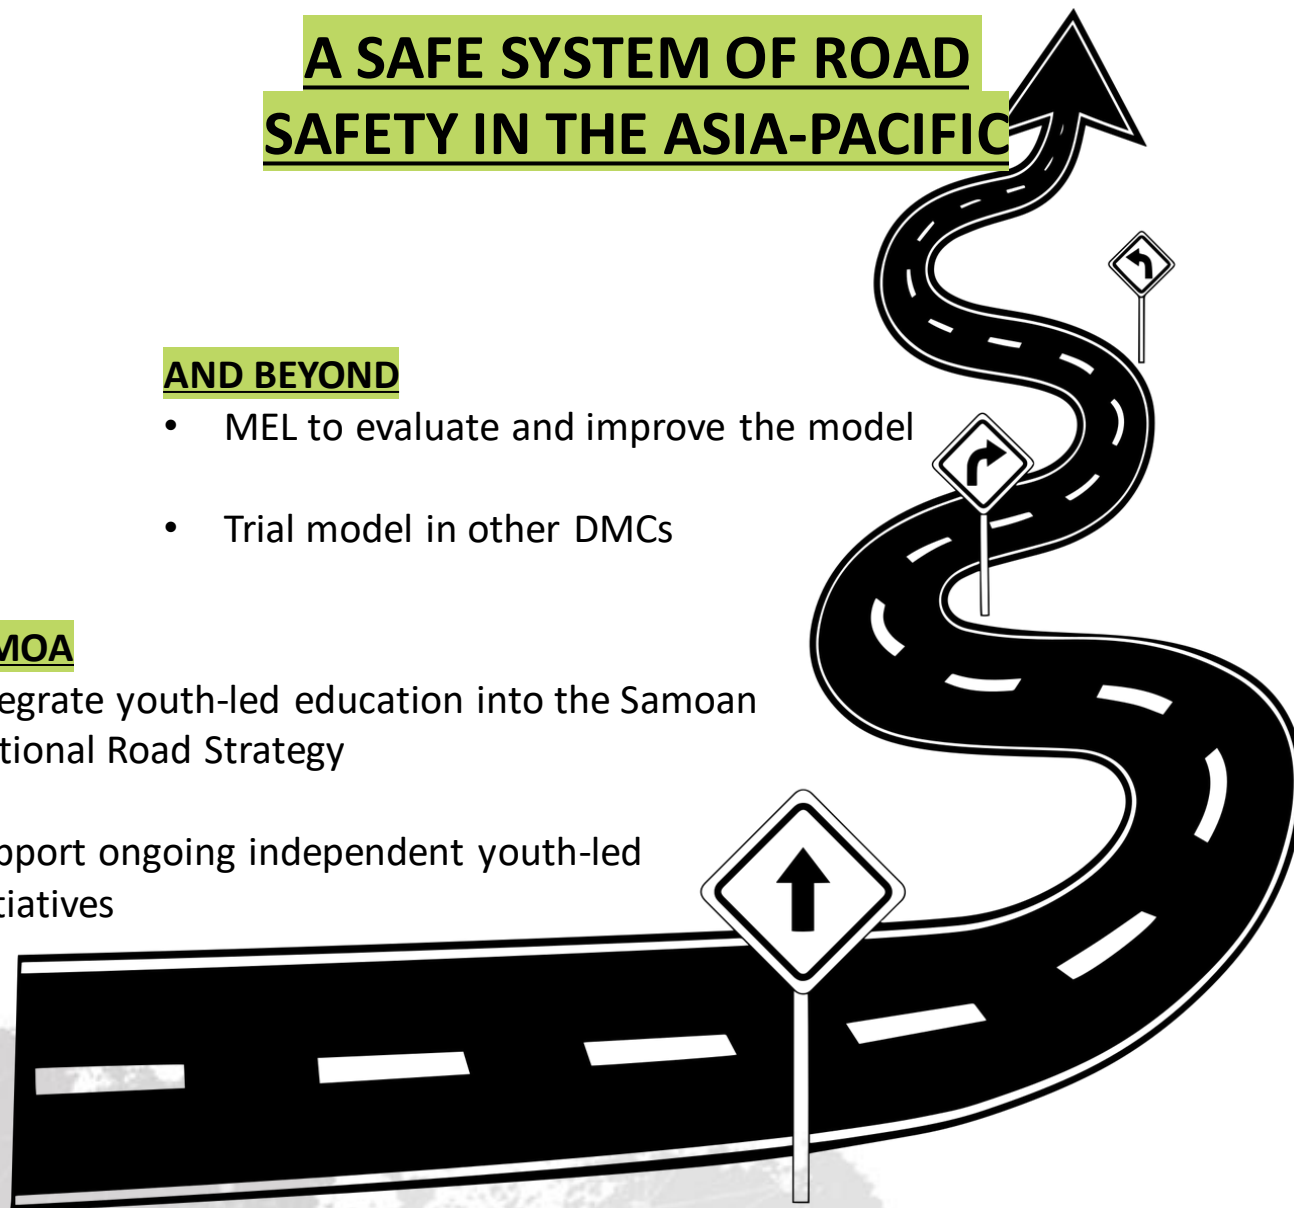 A SAFE SYSTEM OF ROAD
SAFETY IN THE ASIA-PACIFIC
AND BEYOND
• MEL to evaluate and improve the model
• Trial model in other DMCs
MOA
egrate youth-led education into the Samoan
tional Road Strategy
pport ongoing independent youth-led
tiatives